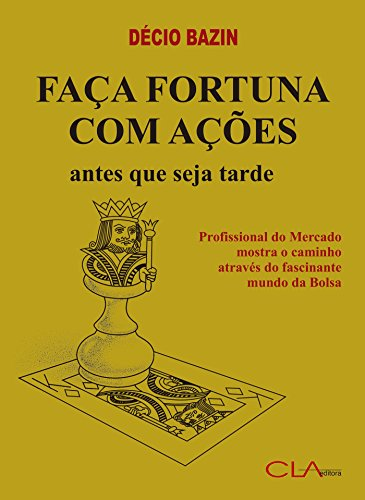 DÉCIO BAZIN
FAÇA FORTUNA
COM AÇÕES
antes que seja tarde
Profissional do Mercado
mostra o caminho
através do fascinante
mundo da Bolsa
CLA editora